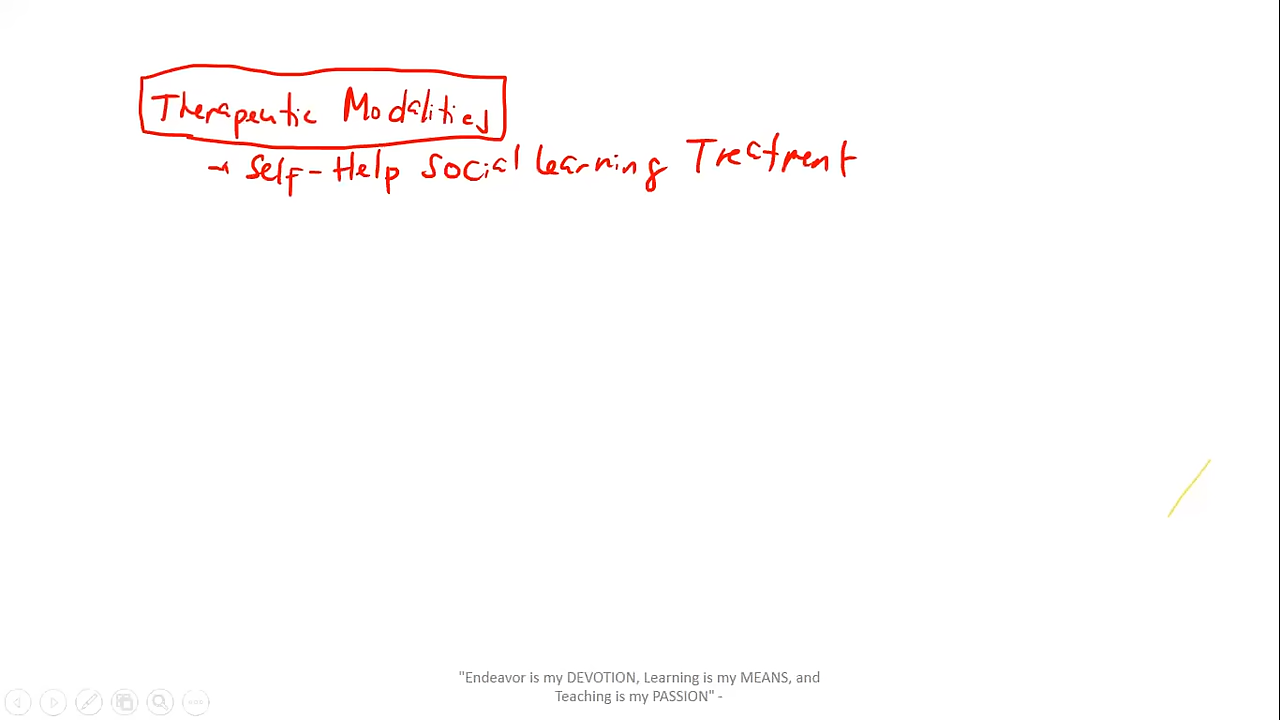 Therapeutic Modalities
→ Self-Help Social Learning Treatment
"Endeavor is my DEVOTION, Learning is my MEANS, and
Teaching is my PASSION" -